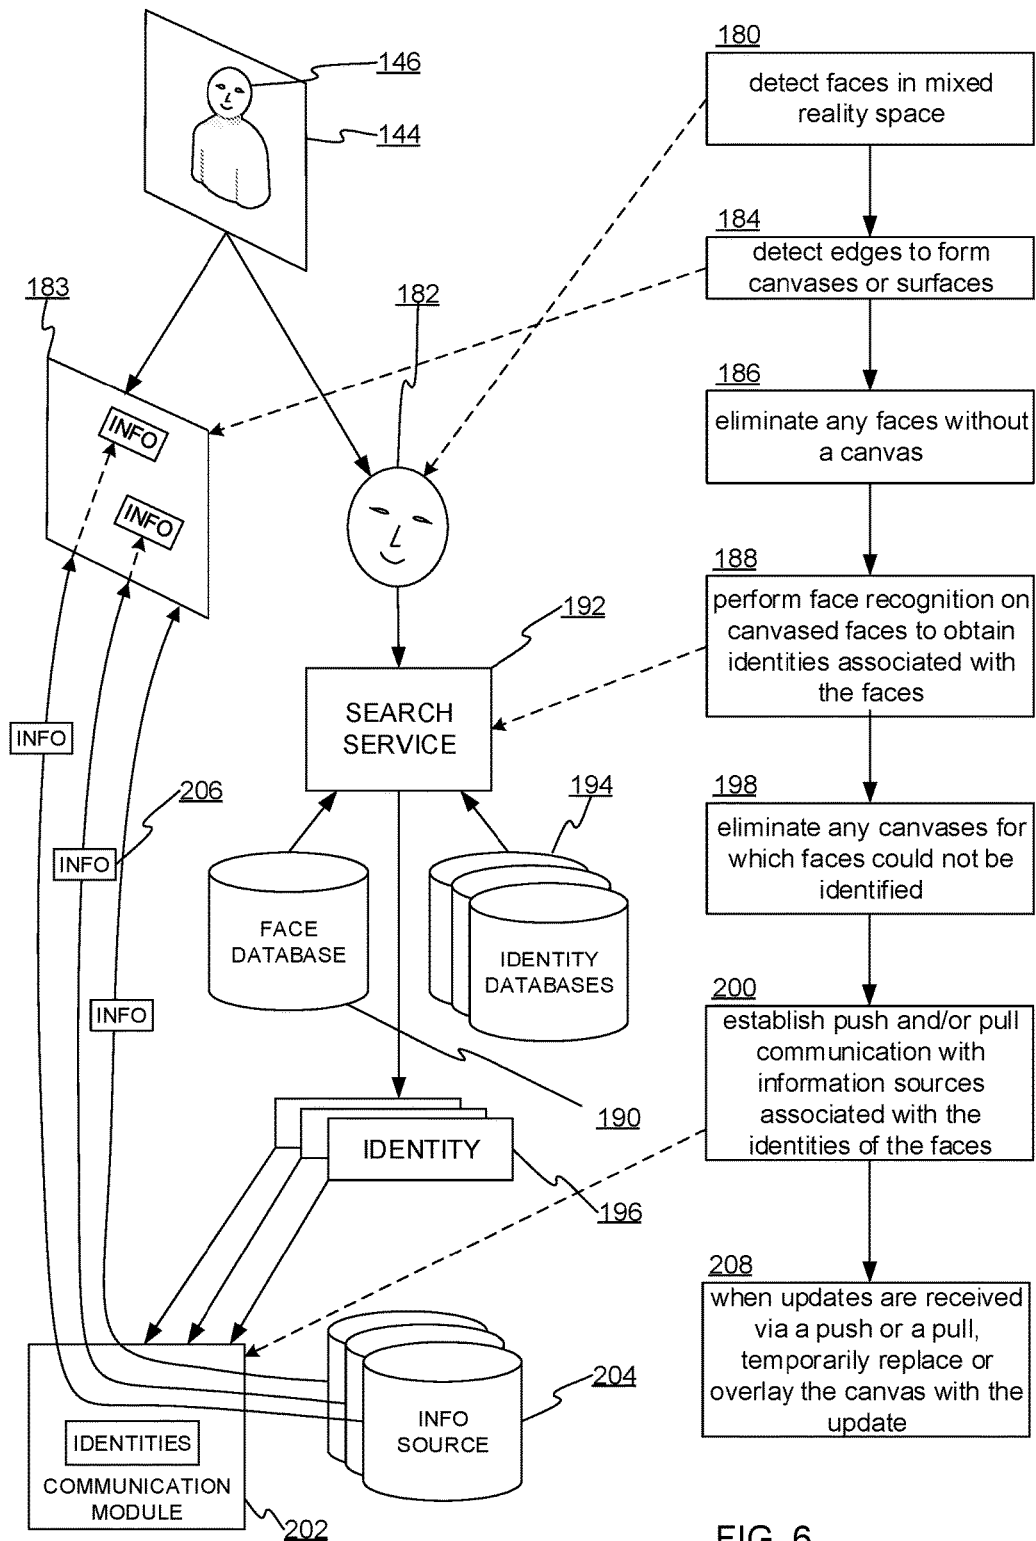 146
144
183
182
INFO
INFO
192
SEARCH
SERVICE
INFO
206
INFO
194
FACE
DATABASE
IDENTITY
DATABASES
INFO
190
IDENTITY
196
204
INFO
SOURCE
IDENTITIES
COMMUNICATION
MODULE
202
180
detect faces in mixed
reality space
184
detect edges to form
canvases or surfaces
186
eliminate any faces without
a canvas
188
perform face recognition on
canvased faces to obtain
identities associated with
the faces
198
eliminate any canvases for
which faces could not be
identified
200
establish push and/or pull
communication with
information sources
associated with the
identities of the faces
208
when updates are received
via a push or a pull,
temporarily replace or
overlay the canvas with the
update
FIG. 6